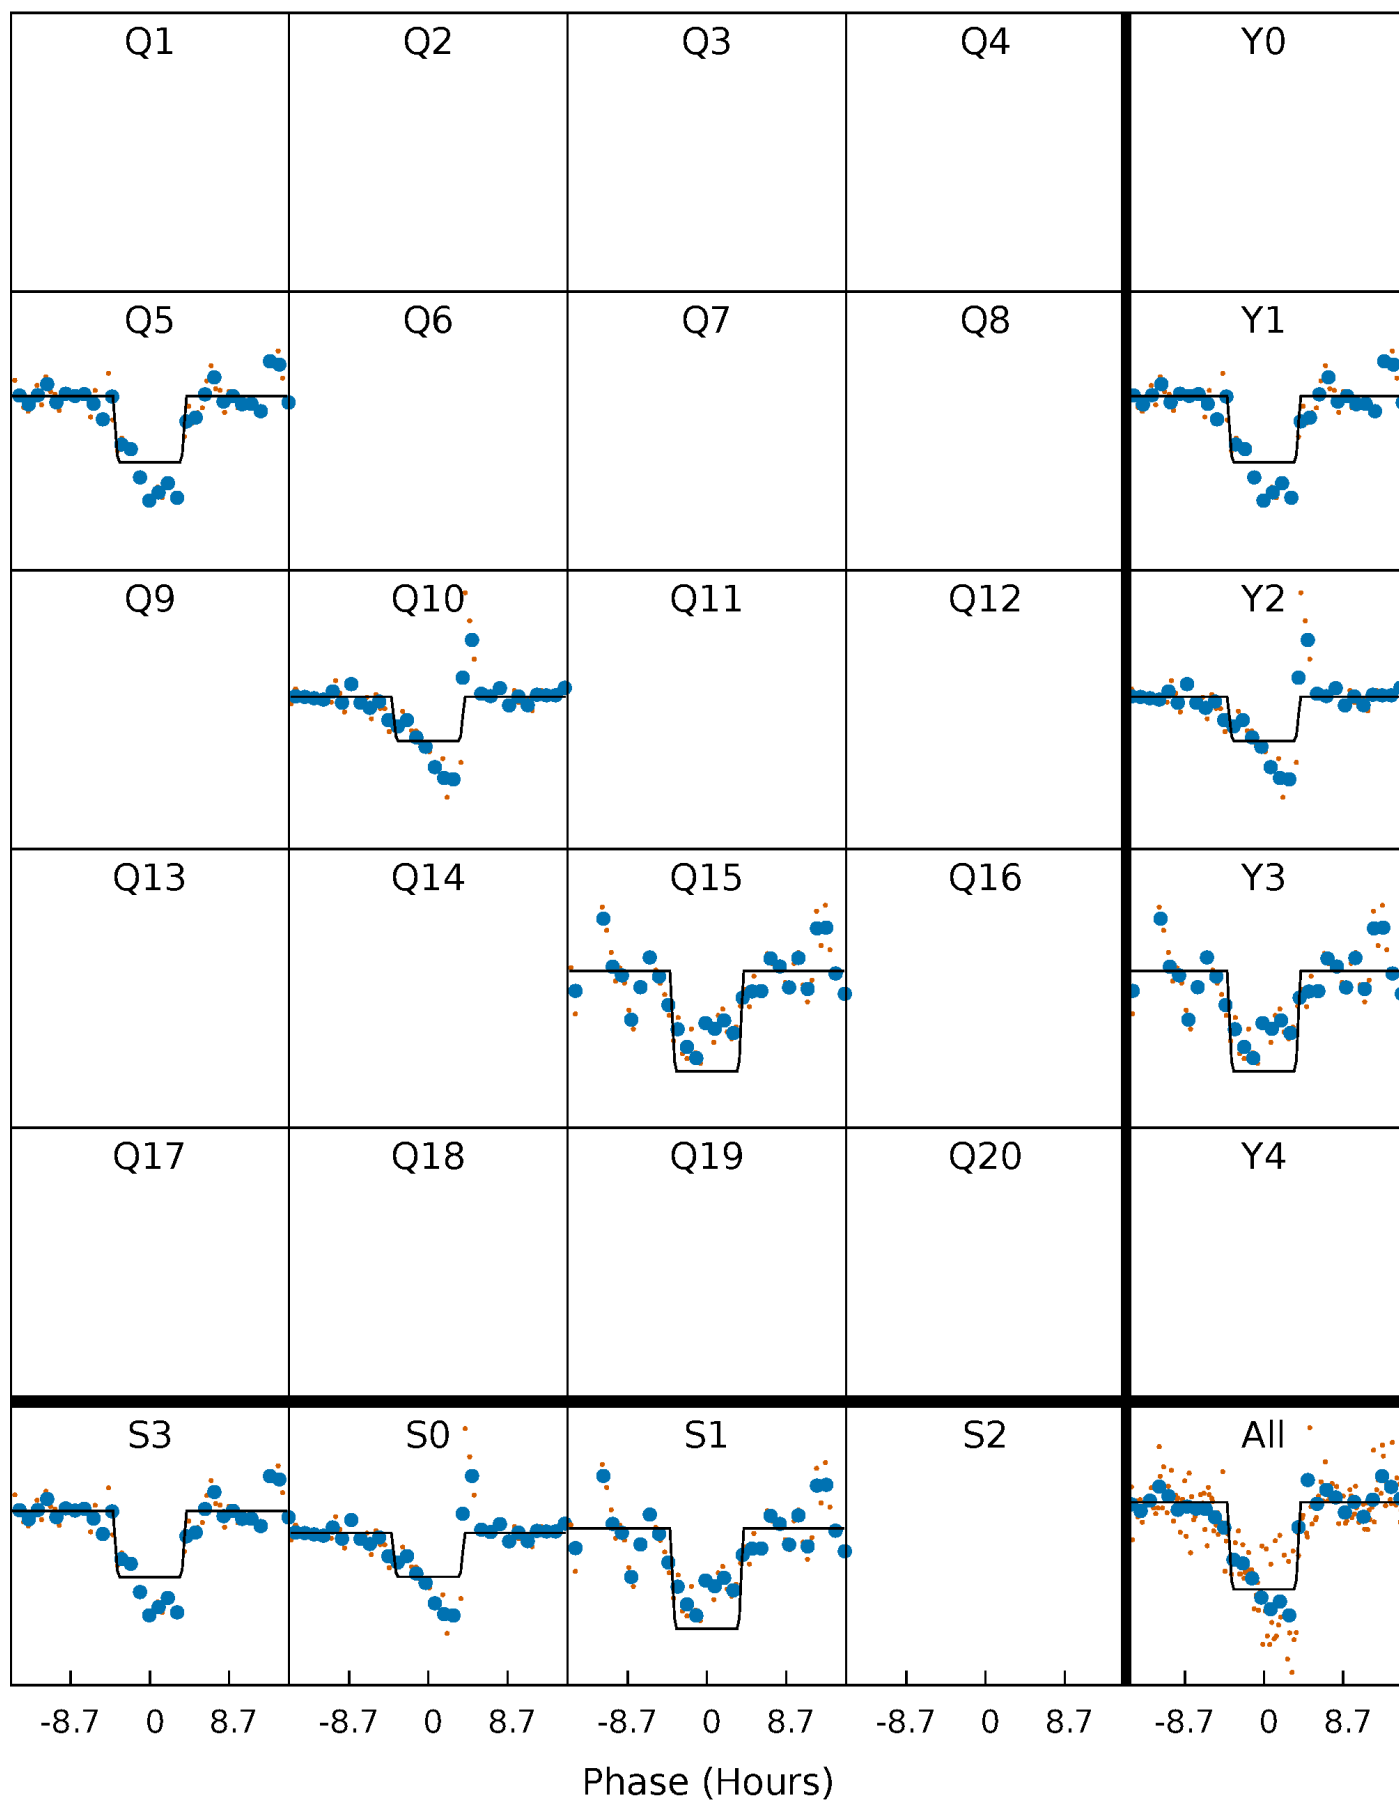 Q1 Q2 Q3 Q4 Y0
Q5 Q6 Q7 Q8 Y1
Q9 Q10 Q11 Q12 Y2
Q13 Q14 Q15 Q16 Y3
Q17 Q18 Q19 Q20 Y4
S3 S0 S1 S2 All
-8.7 0 8.7 -8.7 0 8.7 -8.7 0 8.7 -8.7 0 8.7 -8.7 0 8.7
Phase (Hours)